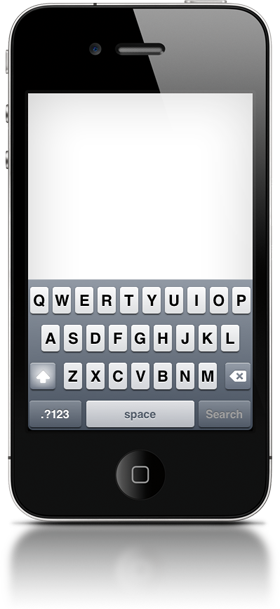 Q W E R T Y U I O P
A S D F G H J K L
Z X C V B N M
.?123 space Search